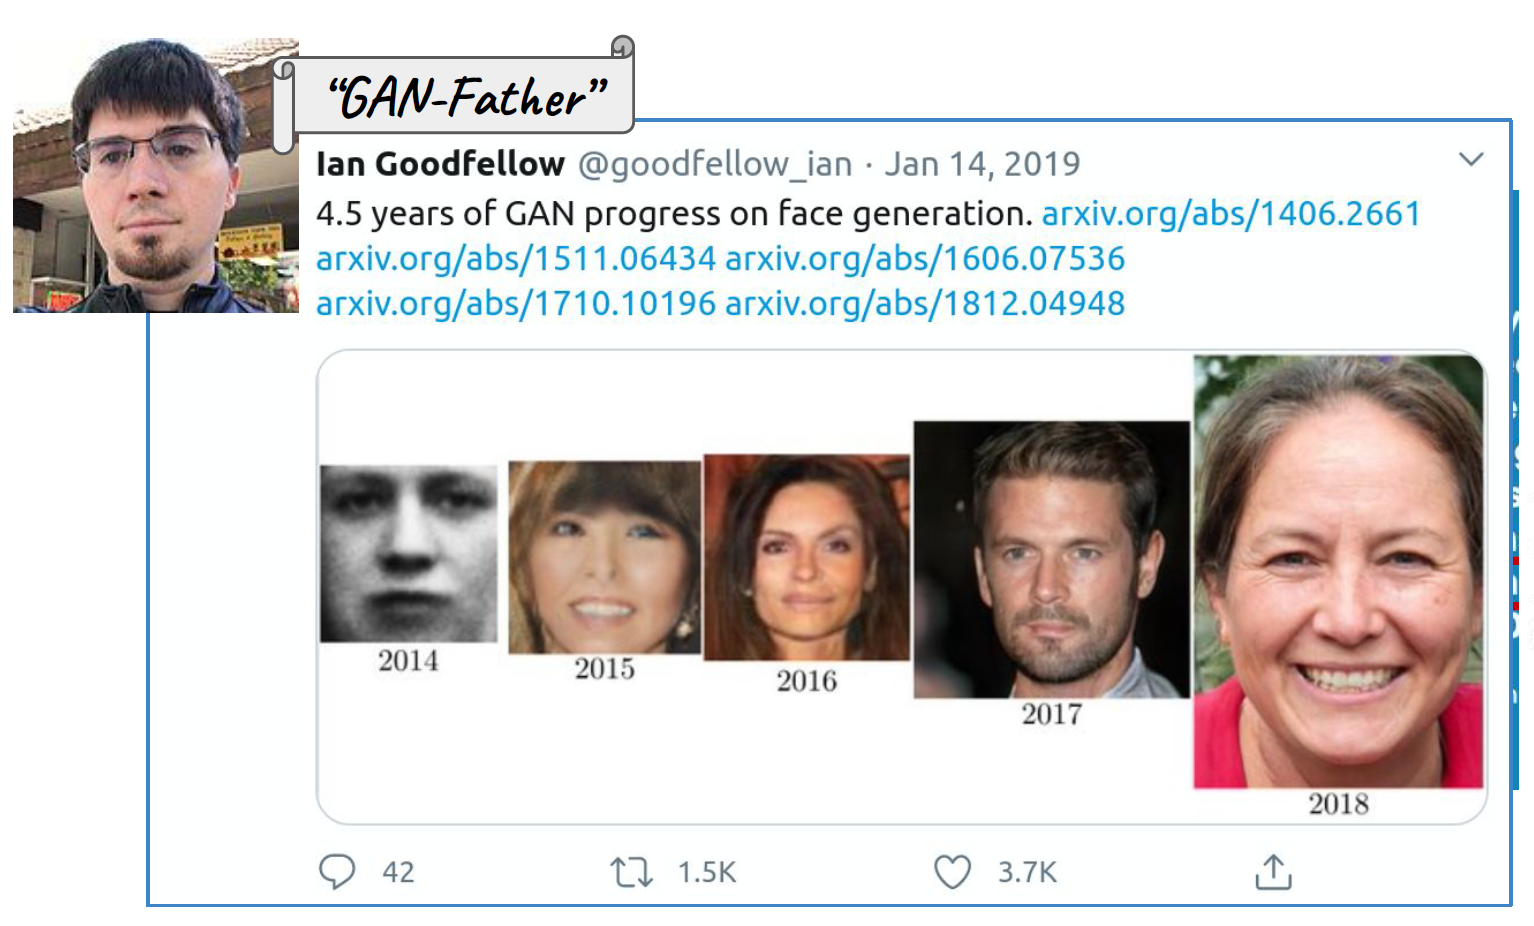 “GAN-Father”
Ian Goodfellow @goodfellow_ian · Jan 14, 2019
4.5 years of GAN progress on face generation. arxiv.org/abs/1406.2661
arxiv.org/abs/1511.06434 arxiv.org/abs/1606.07536
arxiv.org/abs/1710.10196 arxiv.org/abs/1812.04948
2014
2015
2016
2017
2018
42 1.5K 3.7K